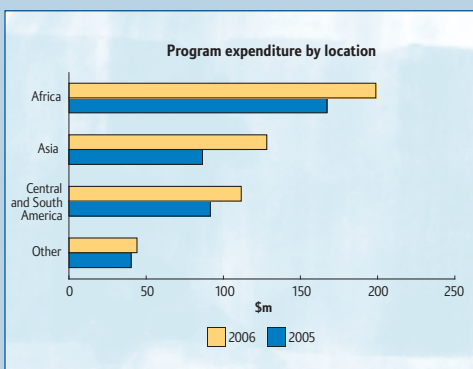 Program expenditure by location
Africa
Asia
Central
and South
America
Other
0 50 100 150 200 250
$m
2006 2005